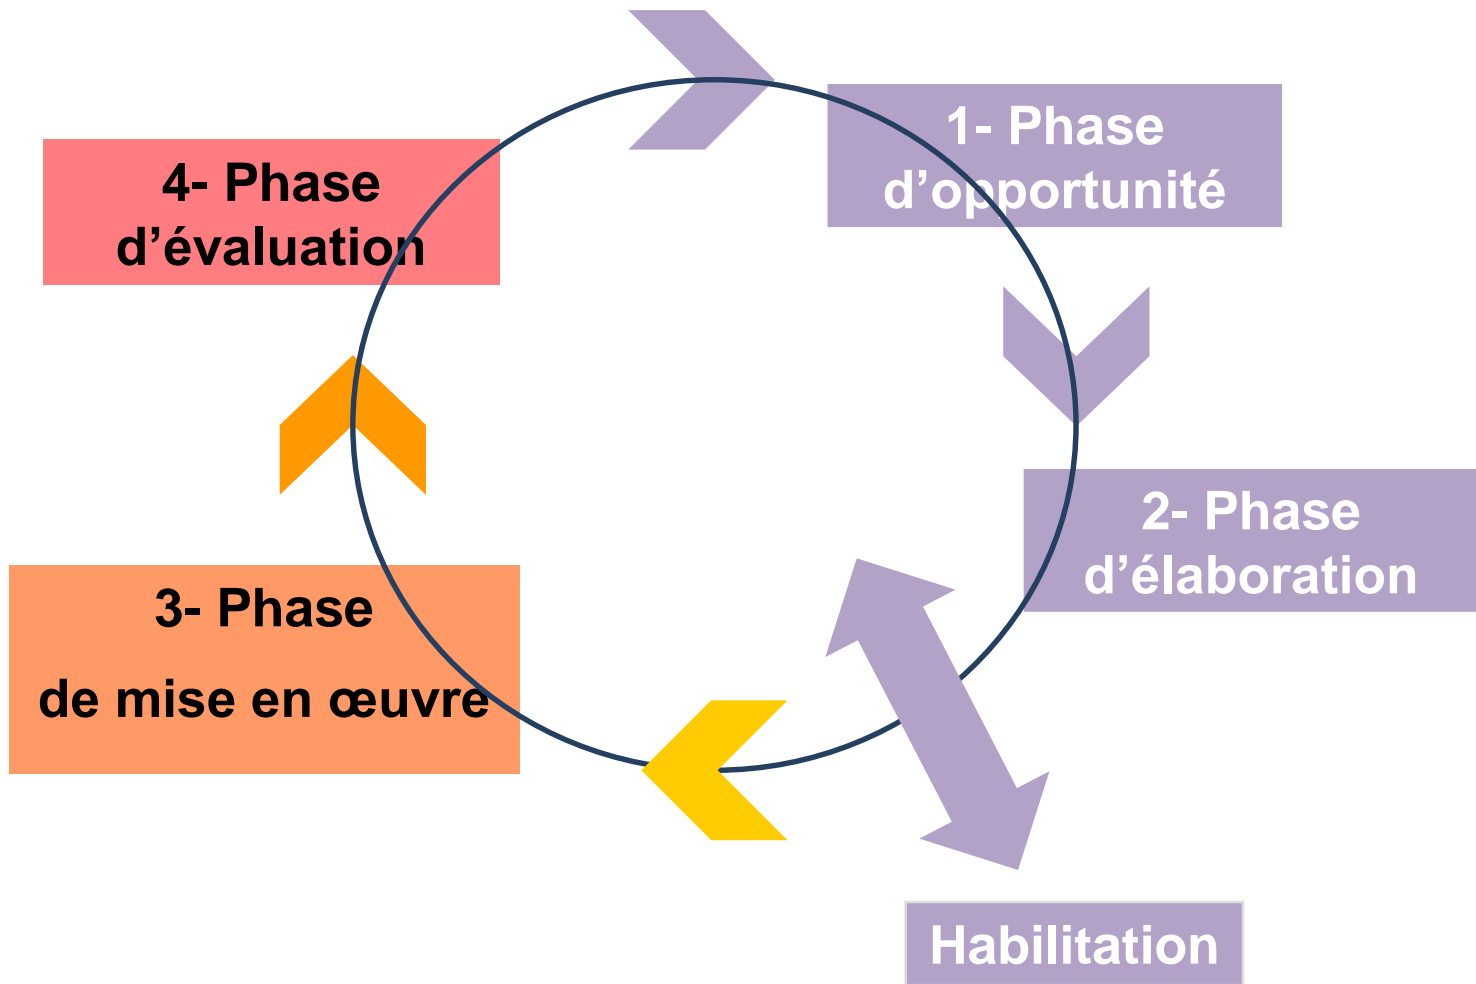 1- Phase
d’opportunité
4- Phase
d’évaluation
2- Phase
d’élaboration
3- Phase
de mise en œuvre
Habilitation